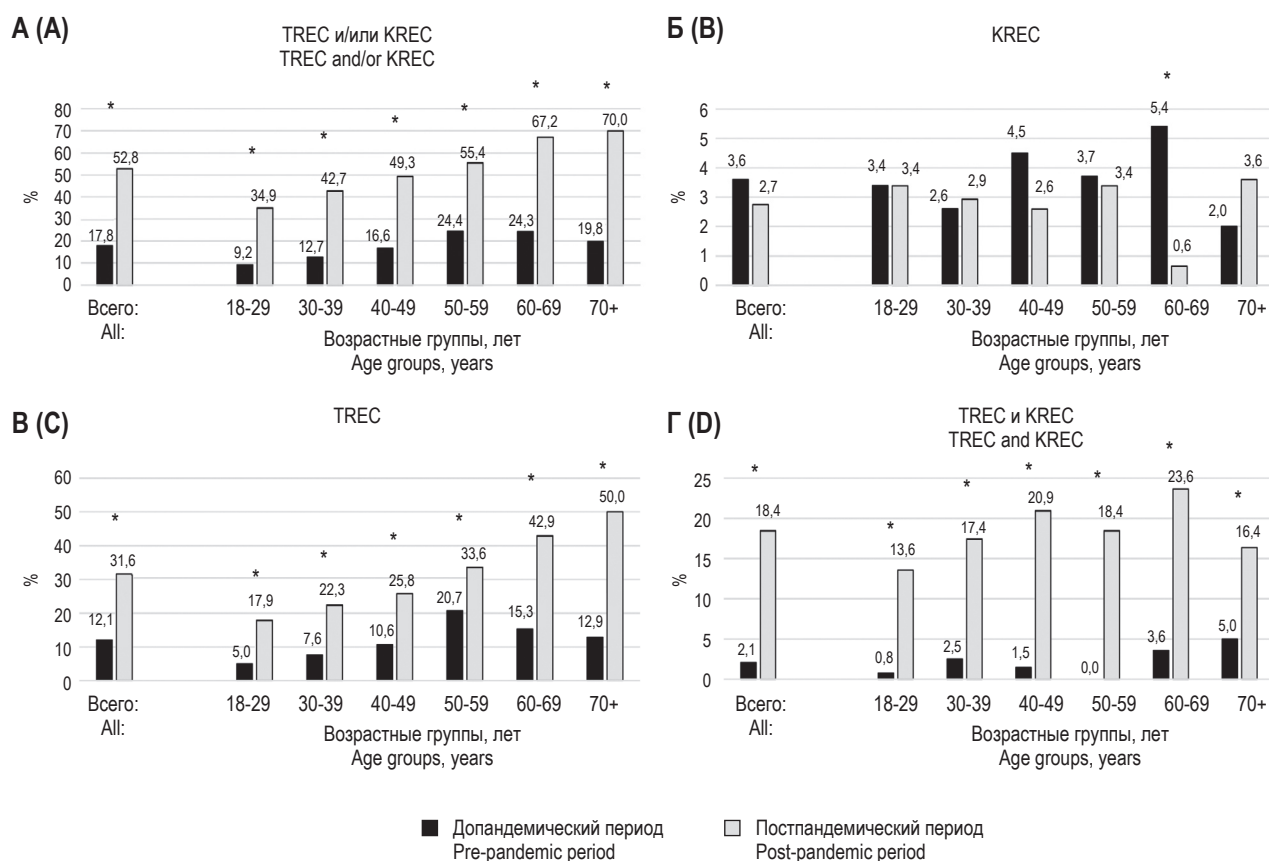 А (A)
TREC и/или KREC
TREC and/or KREC
%
80
70
60
50
40
30
20
10
0
* * * * * * *
17,8 52,8
9,2 34,9
12,7 42,7
16,6 49,3
24,4 55,4
24,3 67,2
19,8 70,0
Всего: 18-29 30-39 40-49 50-59 60-69 70+
All:
Возрастные группы, лет
Age groups, years
Б (B)
KREC
%
6
5
4
3
2
1
0
*
3,6 2,7
3,4 3,4
2,6 2,9
4,5 2,6
3,7 3,4
5,4 0,6
2,0 3,6
Всего: 18-29 30-39 40-49 50-59 60-69 70+
All:
Возрастные группы, лет
Age groups, years
В (C)
TREC
%
60
50
40
30
20
10
0
* * * * * * *
12,1 31,6
5,0 17,9
7,6 22,3
10,6 25,8
20,7 33,6
15,3 42,9
12,9 50,0
Всего: 18-29 30-39 40-49 50-59 60-69 70+
All:
Возрастные группы, лет
Age groups, years
Г (D)
TREC и KREC
TREC and KREC
%
25
20
15
10
5
0
* * * * * * *
2,1 18,4
0,8 13,6
2,5 17,4
1,5 20,9
0,0 18,4
3,6 23,6
5,0 16,4
Всего: 18-29 30-39 40-49 50-59 60-69 70+
All:
Возрастные группы, лет
Age groups, years
Допандемический период
Pre-pandemic period
Постпандемический период
Post-pandemic period